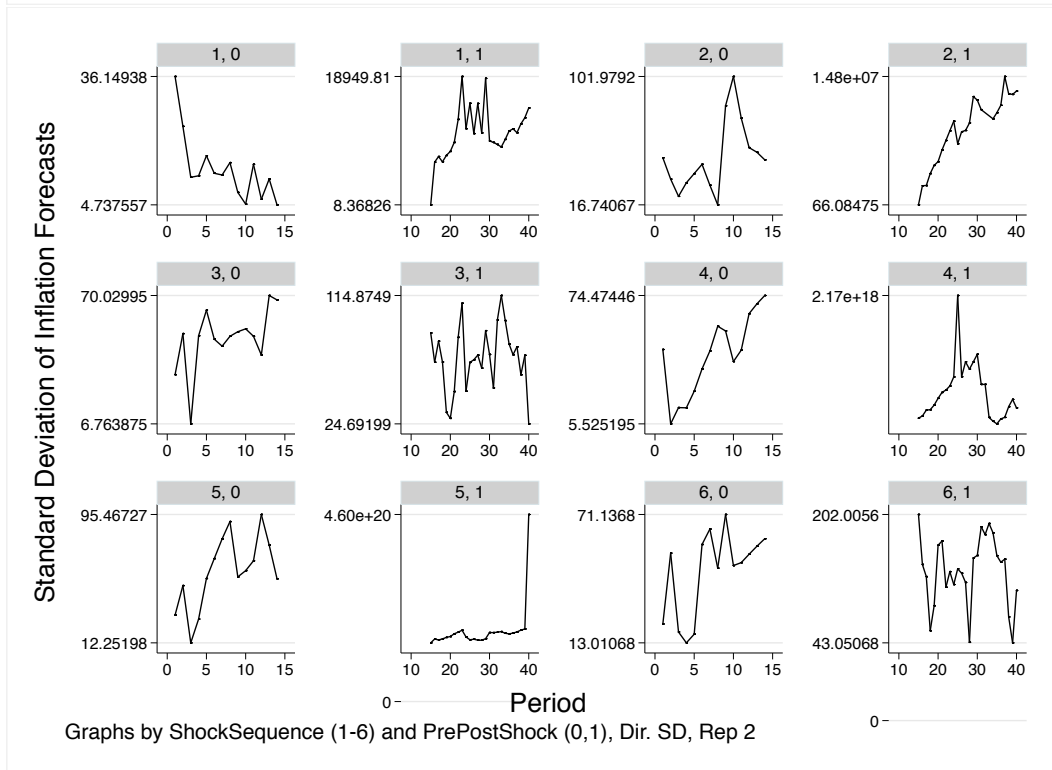 Standard Deviation of Inflation Forecasts
1, 0
36.14938
4.737557
0 5 10 15
1, 1
18949.81
8.36826
10 20 30 40
2, 0
101.9792
16.74067
0 5 10 15
2, 1
1.48e+07
66.08475
10 20 30 40
3, 0
70.02995
6.763875
0 5 10 15
3, 1
114.8749
24.69199
10 20 30 40
4, 0
74.47446
5.525195
0 5 10 15
4, 1
2.17e+18
10 20 30 40
5, 0
95.46727
12.25198
0 5 10 15
5, 1
4.60e+20
10 20 30 40
6, 0
71.1368
13.01068
0 5 10 15
6, 1
202.0056
43.05068
10 20 30 40
0
Period
0
Graphs by ShockSequence (1-6) and PrePostShock (0,1), Dir. SD, Rep 2